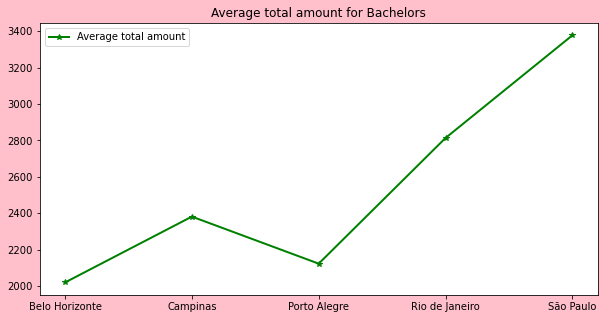 Average total amount for Bachelors
Average total amount
3400
3200
3000
2800
2600
2400
2200
2000
Belo Horizonte Campinas Porto Alegre Rio de Janeiro São Paulo